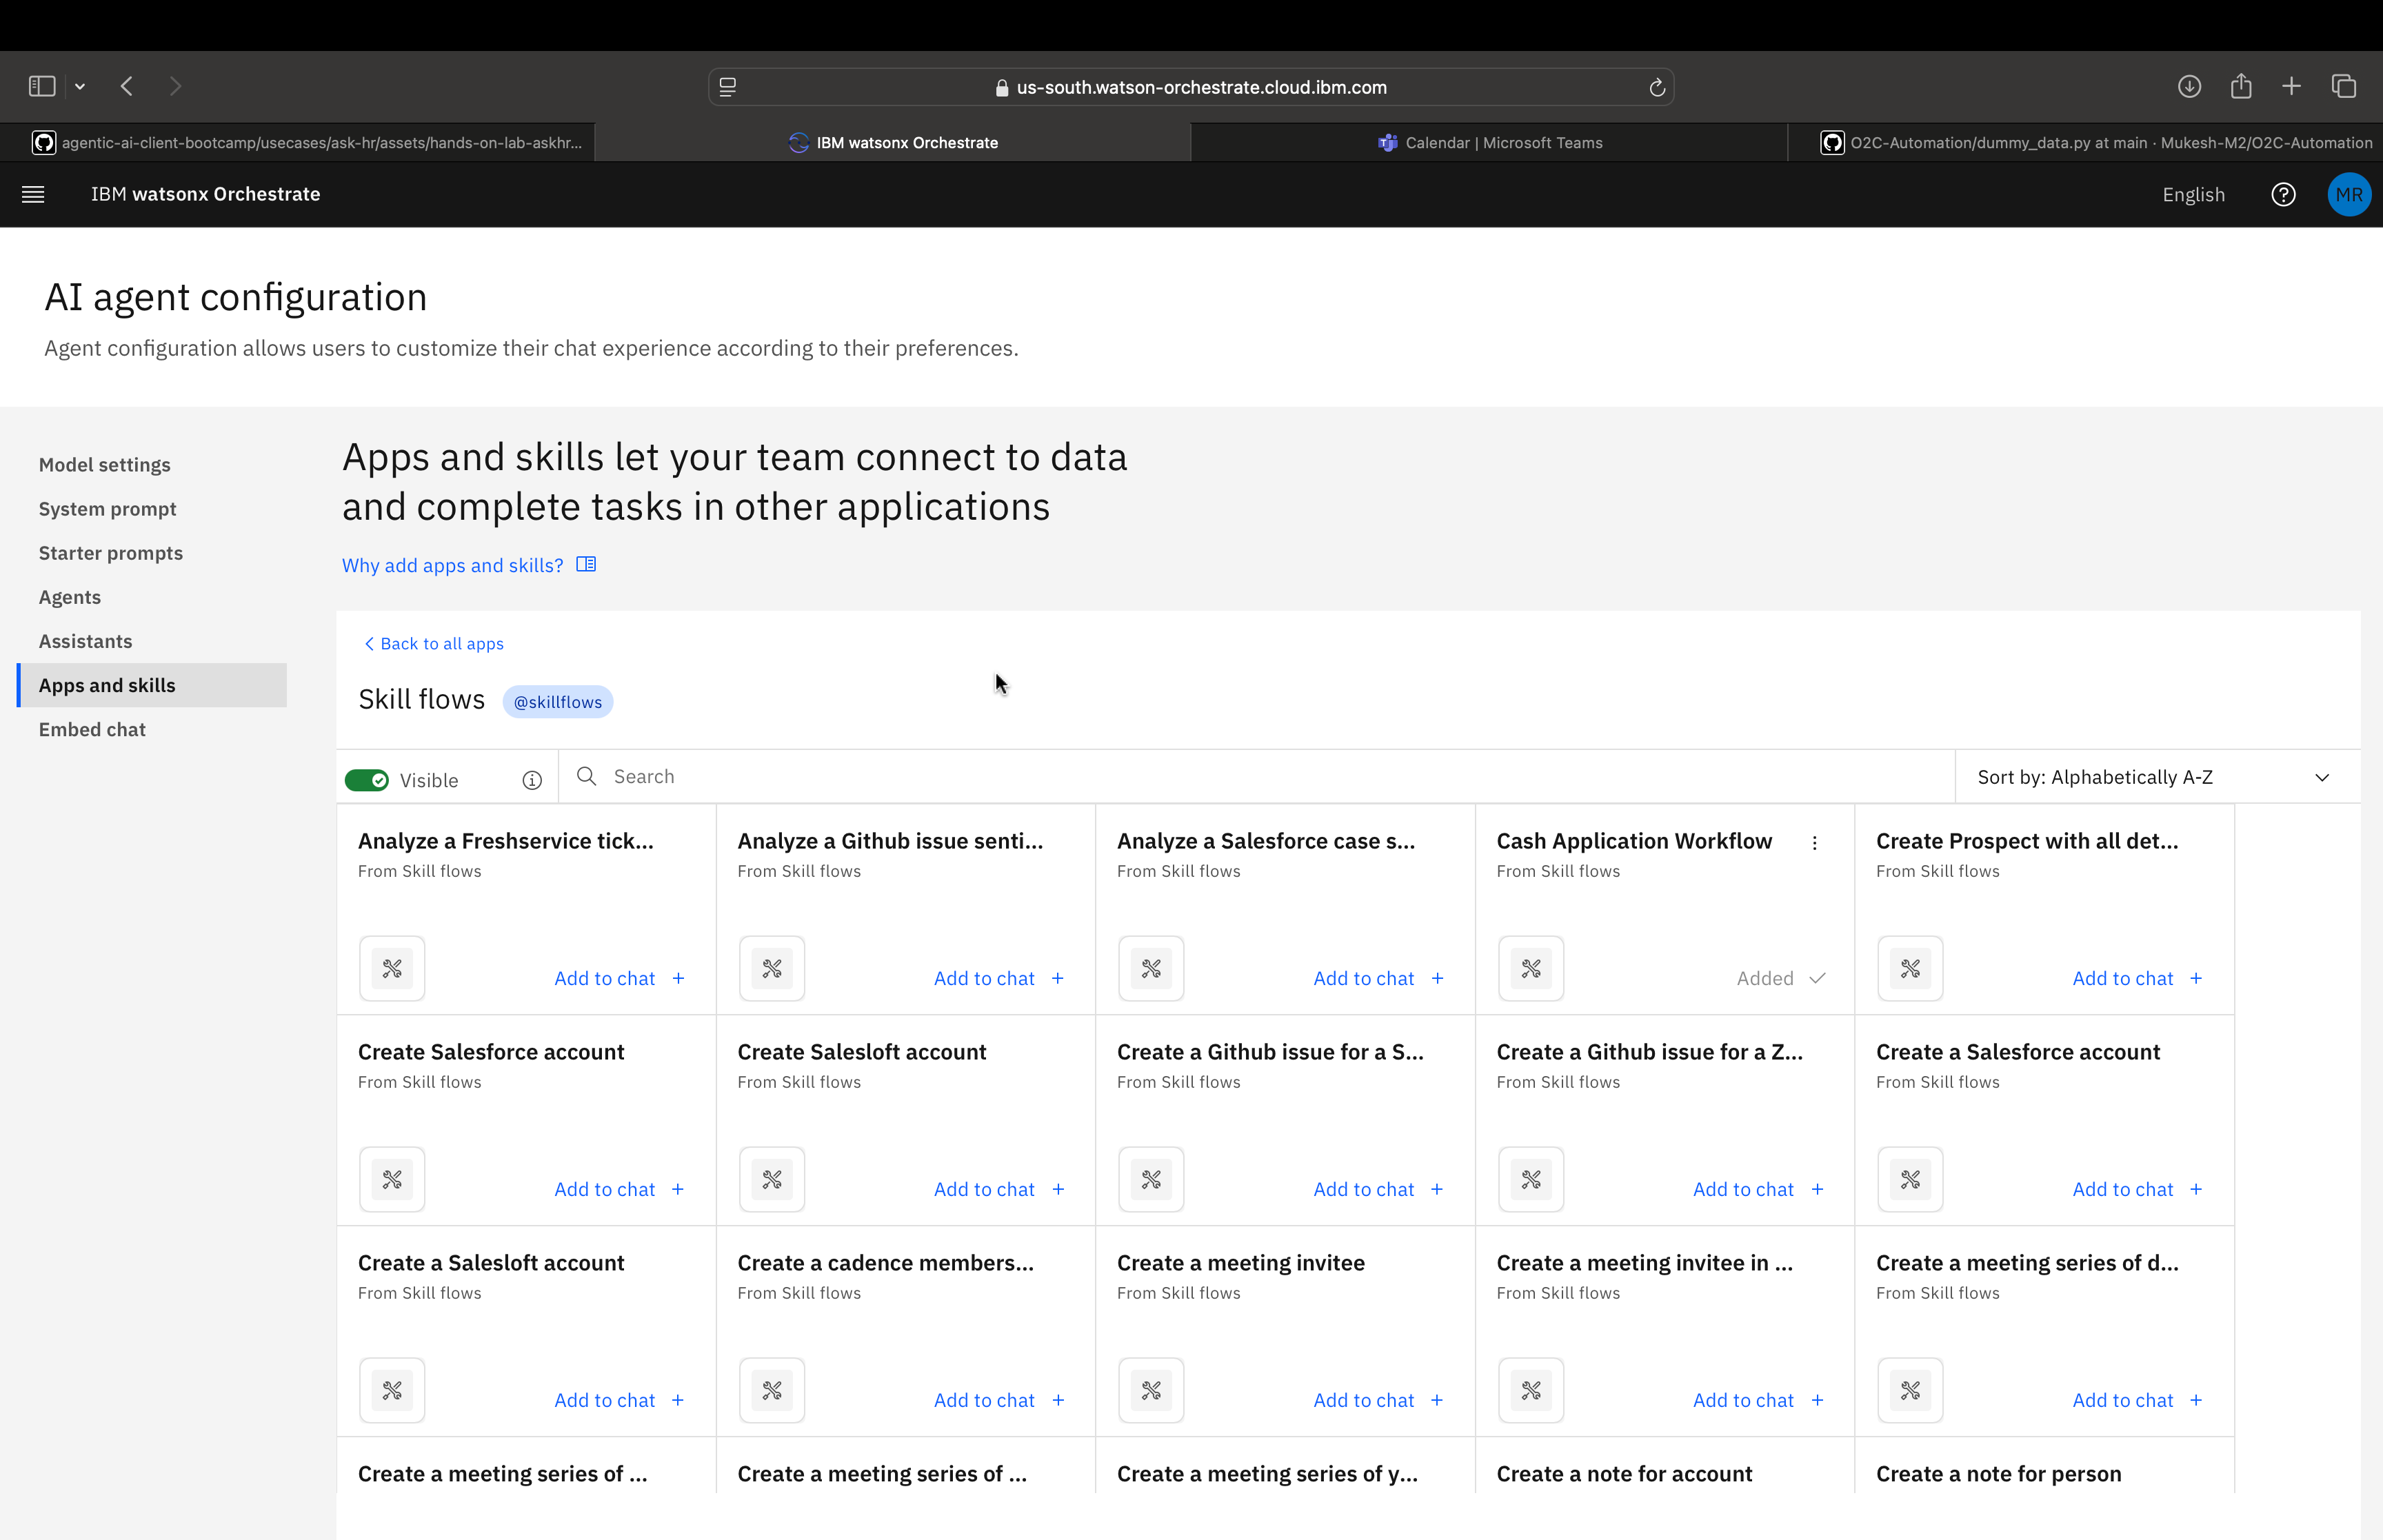 us-south.watson-orchestrate.cloud.ibm.com
agentic-ai-client-bootcamp/usecases/ask-hr/assets/hands-on-lab-askhr...
IBM watsonx Orchestrate
Calendar | Microsoft Teams
O2C-Automation/dummy_data.py at main · Mukesh-M2/O2C-Automation
IBM watsonx Orchestrate
English
MR
AI agent configuration
Agent configuration allows users to customize their chat experience according to their preferences.
Model settings
System prompt
Starter prompts
Agents
Assistants
Apps and skills
Embed chat
Apps and skills let your team connect to data
and complete tasks in other applications
Why add apps and skills?
Back to all apps
Skill flows @skillflows
Visible
Search
Sort by: Alphabetically A-Z
Analyze a Freshservice tick...
From Skill flows
Add to chat +
Analyze a Github issue senti...
From Skill flows
Add to chat +
Analyze a Salesforce case s...
From Skill flows
Add to chat +
Cash Application Workflow
From Skill flows
Added
Create Prospect with all det...
From Skill flows
Add to chat +
Create Salesforce account
From Skill flows
Add to chat +
Create Salesloft account
From Skill flows
Add to chat +
Create a Github issue for a S...
From Skill flows
Add to chat +
Create a Github issue for a Z...
From Skill flows
Add to chat +
Create a Salesforce account
From Skill flows
Add to chat +
Create a Salesloft account
From Skill flows
Add to chat +
Create a cadence members...
From Skill flows
Add to chat +
Create a meeting invitee
From Skill flows
Add to chat +
Create a meeting invitee in ...
From Skill flows
Add to chat +
Create a meeting series of d...
From Skill flows
Add to chat +
Create a meeting series of ...
Create a meeting series of ...
Create a meeting series of y...
Create a note for account
Create a note for person